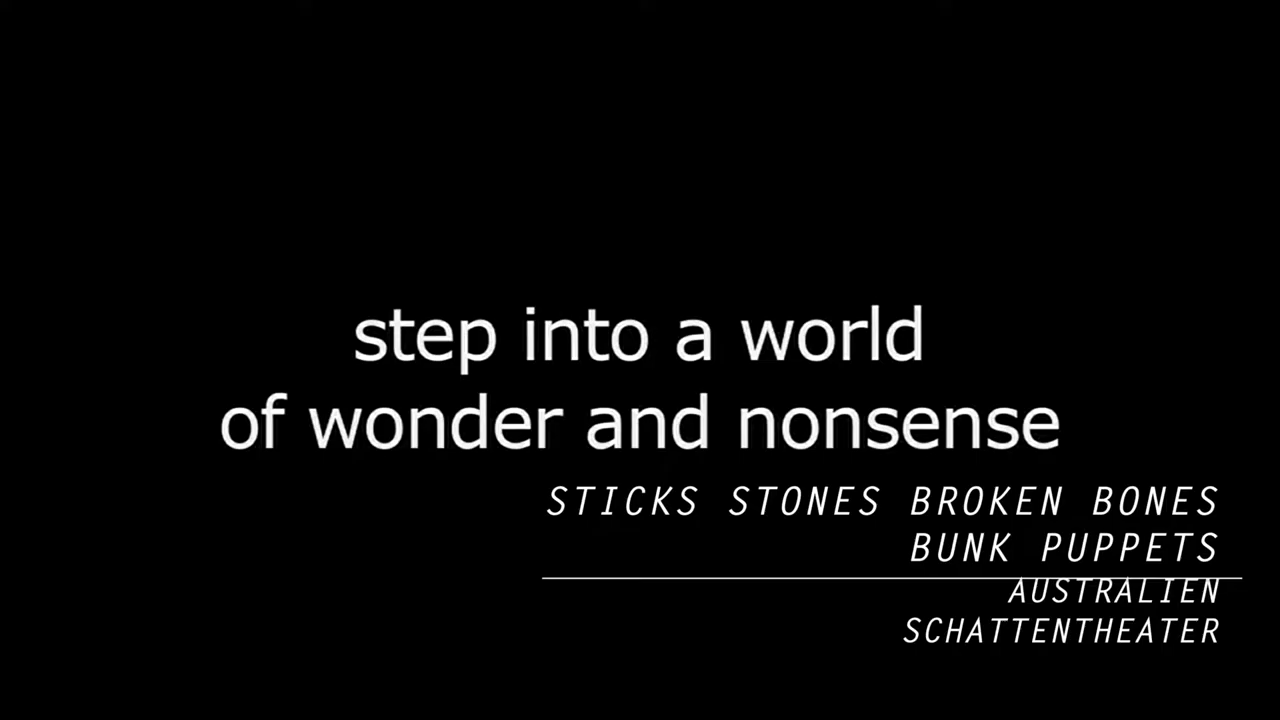 step into a world
of wonder and nonsense
STICKS STONES BROKEN BONES
BUNK PUPPETS
AUSTRALIEN
SCHATTENTHEATER